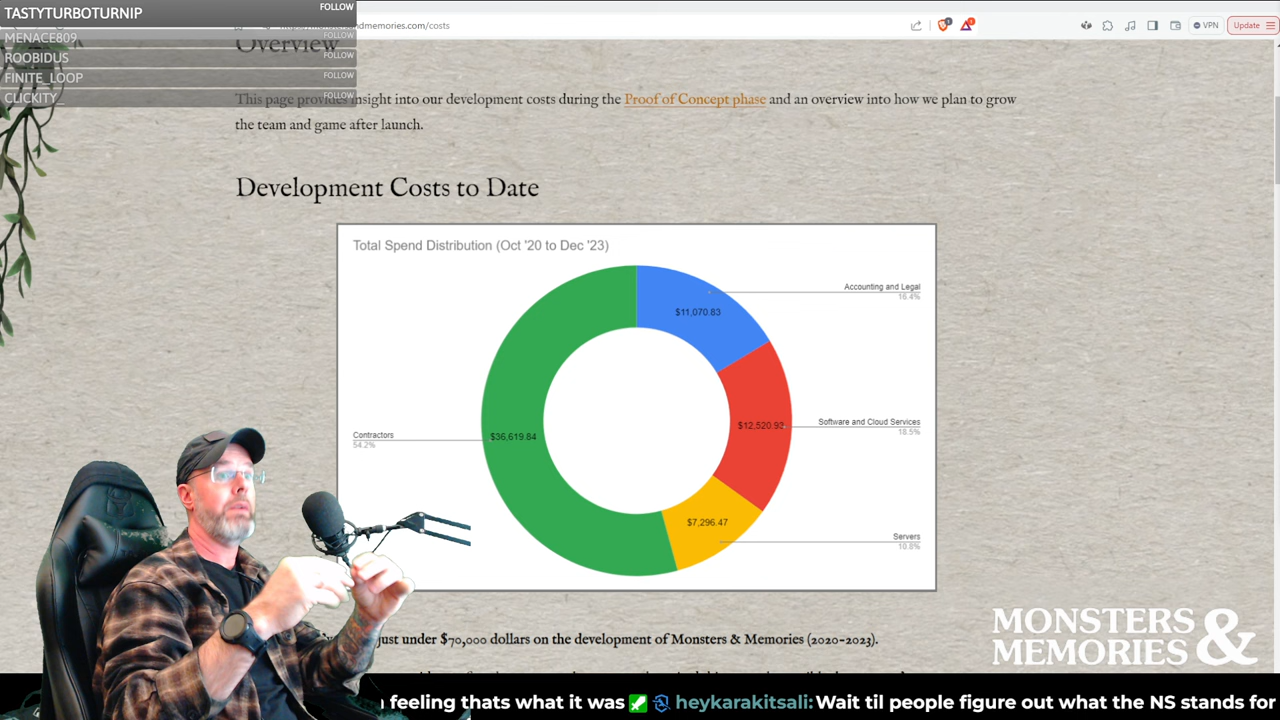 TASTYTURBOTURNIP FOLLOW
MENACE809 FOLLOW
ROOBIDUS FOLLOW
FINITE_LOOP FOLLOW
CLICKITY_ FOLLOW
andmemories.com/costs
VPN
Update
Overview
This page provides insight into our development costs during the Proof of Concept phase and an overview into how we plan to grow
the team and game after launch.
Development Costs to Date
Total Spend Distribution (Oct '20 to Dec '23)
Accounting and Legal
16.4%
$11,070.83
Software and Cloud Services
18.5%
$12,520.93
Contractors
54.2%
$36,619.84
$7,296.47
Servers
10.8%
just under $70,000 dollars on the development of Monsters & Memories (2020-2023).
MONSTERS & MEMORIES
feeling thats what it was heykarakitsali: Wait til people figure out what the NS stands for